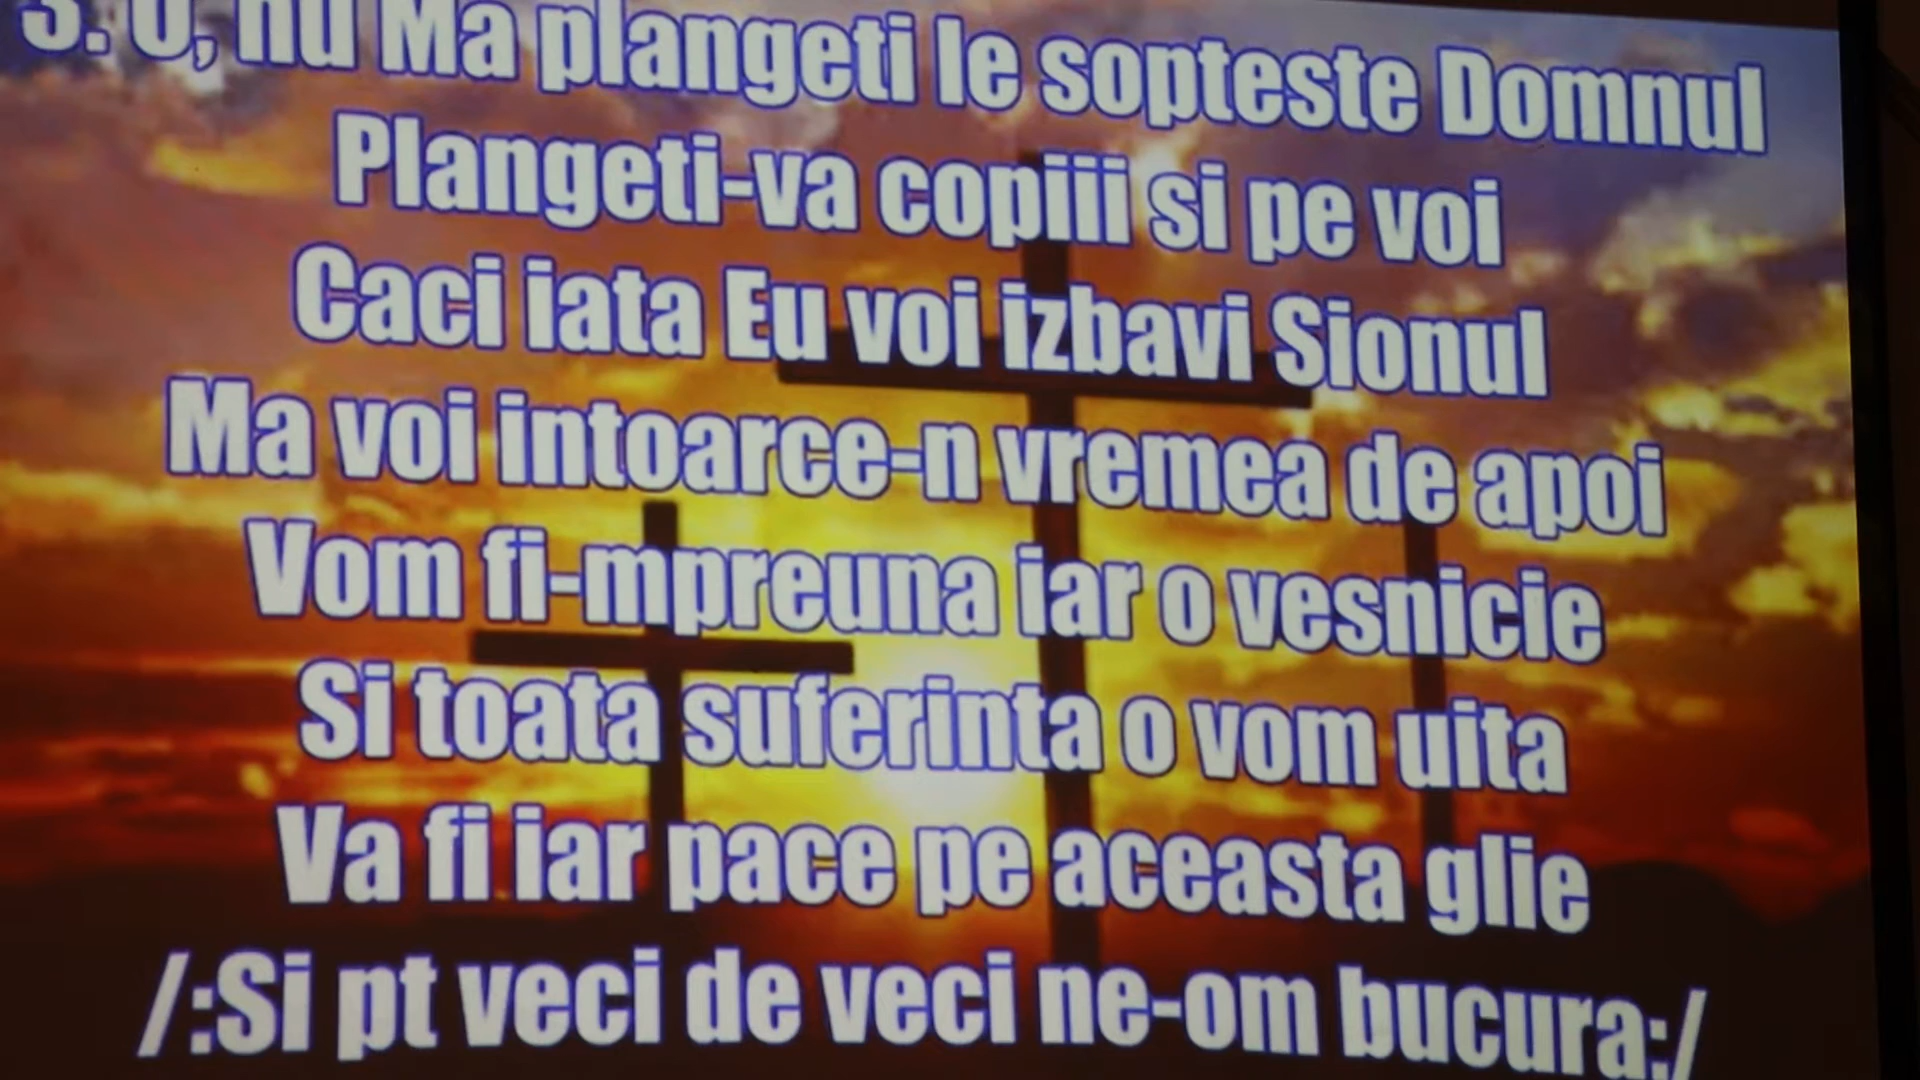 3. O, nu Ma plangeti le sopteste Domnul
Plangeti-va copiii si pe voi
Caci iata Eu voi izbavi Sionul
Ma voi intoarce-n vremea de apoi
Vom fi-mpreuna iar o vesnicie
Si toata suferinta o vom uita
Va fi iar pace pe aceasta glie
/:Si pt veci de veci ne-om bucura:/